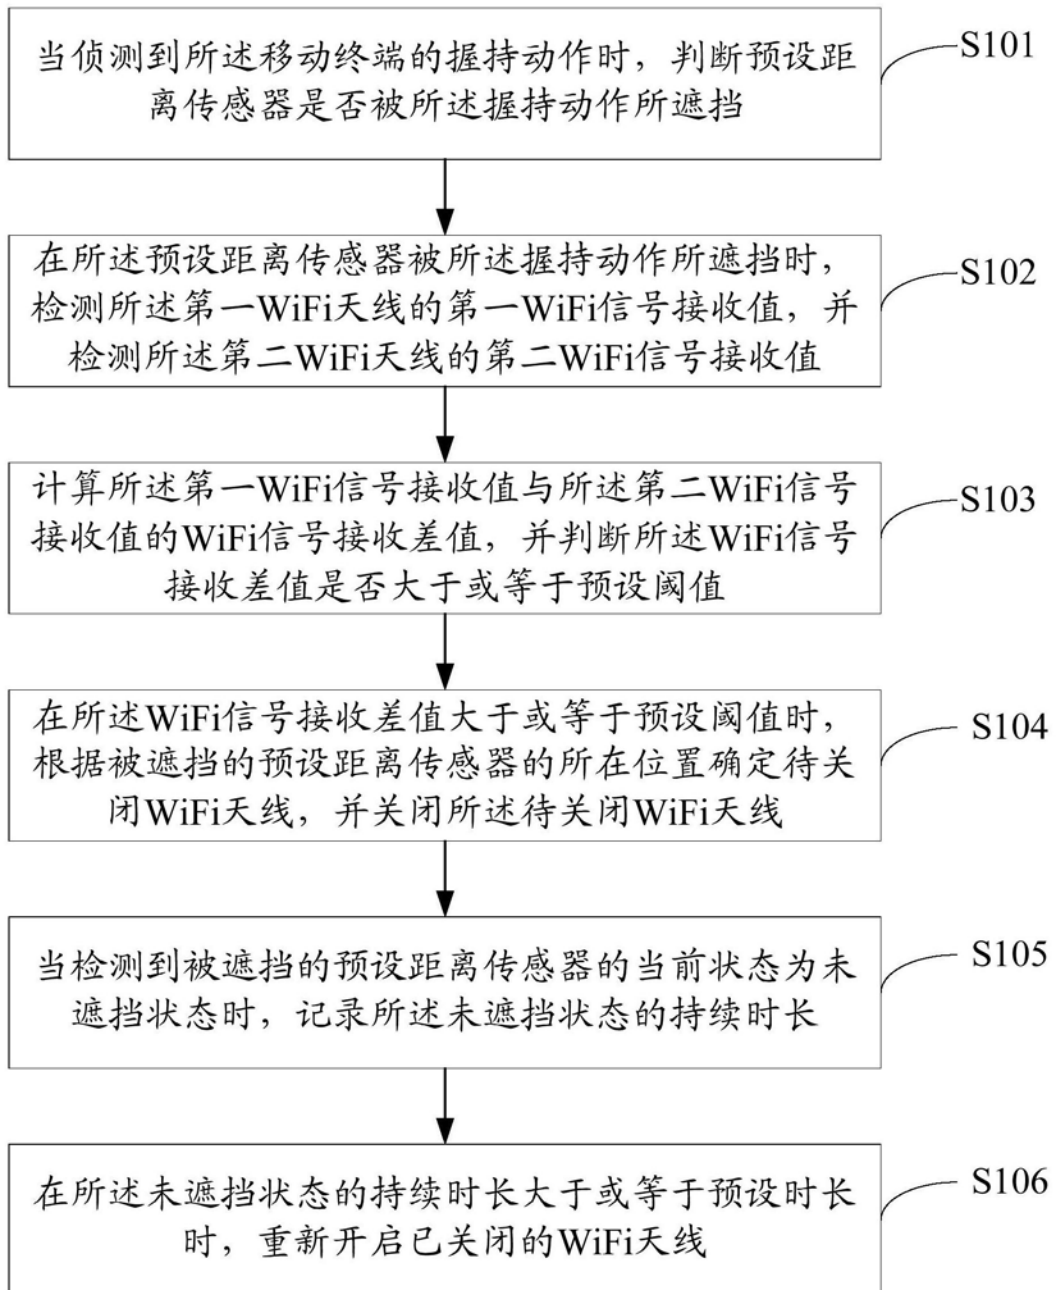 当侦测到所述移动终端的握持动作时，判断预设距
离传感器是否被所述握持动作所遮挡
S101
在所述预设距离传感器被所述握持动作所遮挡时，
检测所述第一WiFi天线的第一WiFi信号接收值，并
检测所述第二WiFi天线的第二WiFi信号接收值
S102
计算所述第一WiFi信号接收值与所述第二WiFi信号
接收值的WiFi信号接收差值，并判断所述WiFi信号
接收差值是否大于或等于预设阈值
S103
在所述WiFi信号接收差值大于或等于预设阈值时，
根据被遮挡的预设距离传感器的所在位置确定待关
闭WiFi天线，并关闭所述待关闭WiFi天线
S104
当检测到被遮挡的预设距离传感器的当前状态为未
遮挡状态时，记录所述未遮挡状态的持续时长
S105
在所述未遮挡状态的持续时长大于或等于预设时长
时，重新开启已关闭的WiFi天线
S106